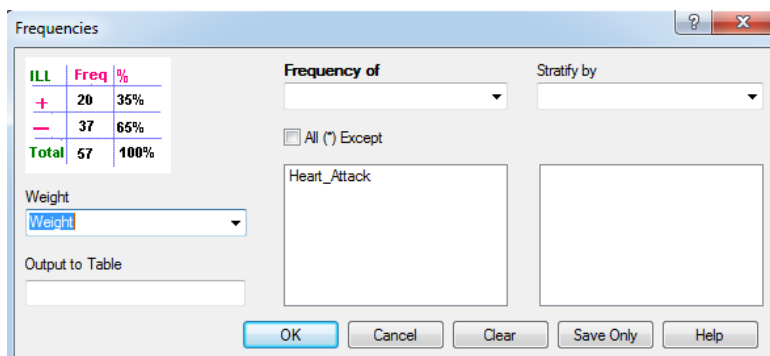 Frequencies
? X
ILL Freq %
+ 20 35%
— 37 65%
Total 57 100%
Frequency of
Stratify by
All (*) Except
Heart_Attack
Weight
Weight
Output to Table
OK Cancel Clear Save Only Help